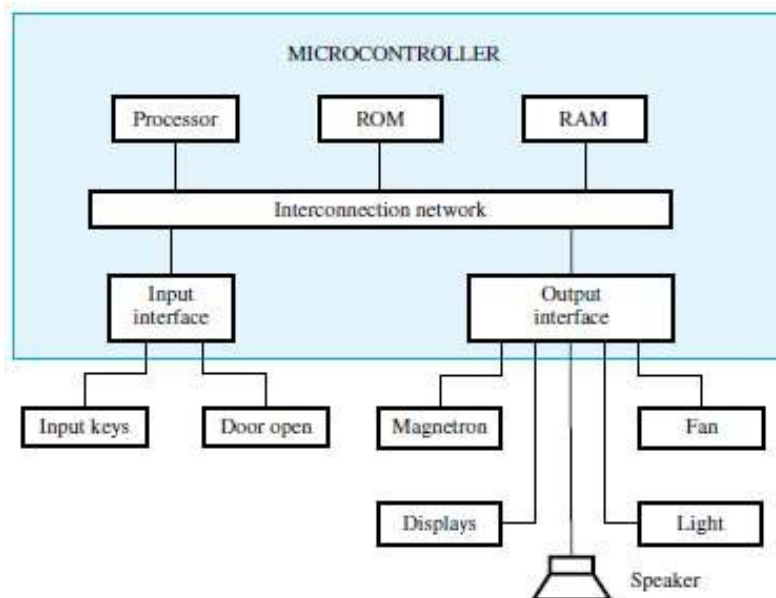 MICROCONTROLLER
Processor
ROM
RAM
Interconnection network
Input
interface
Output
interface
Input keys
Door open
Magnetron
Fan
Displays
Light
Speaker